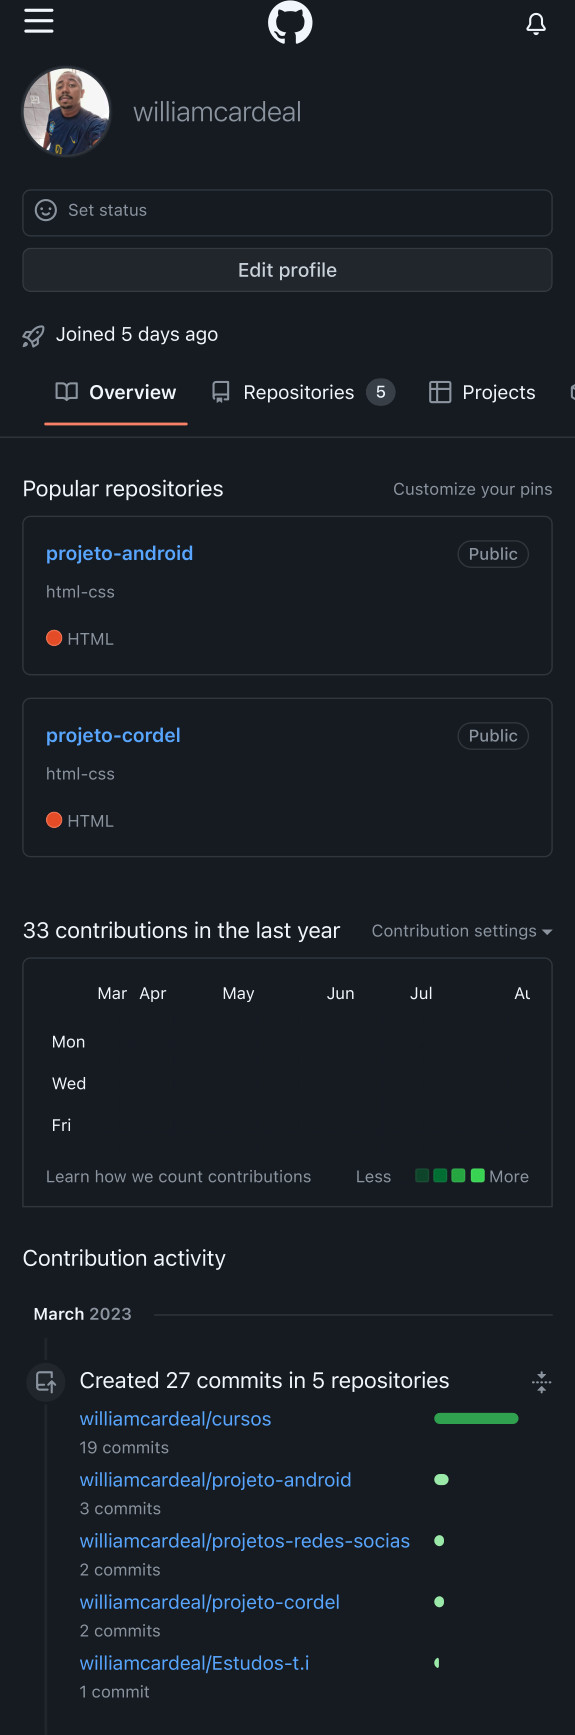 williamcardeal
Set status
Edit profile
Joined 5 days ago
Overview Repositories 5 Projects
Popular repositories Customize your pins
projeto-android Public
html-css
HTML
projeto-cordel Public
html-css
HTML
33 contributions in the last year Contribution settings
Mar Apr May Jun Jul
Mon
Wed
Fri
Learn how we count contributions Less More
Contribution activity
March 2023
Created 27 commits in 5 repositories
williamcardeal/cursos
19 commits
williamcardeal/projeto-android
3 commits
williamcardeal/projetos-redes-socias
2 commits
williamcardeal/projeto-cordel
2 commits
williamcardeal/Estudos-t.i
1 commit